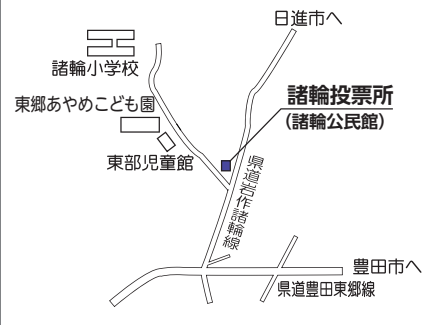 日進市へ
諸輪小学校
諸輪投票所
(諸輪公民館)
東郷あやめこども園
東部児童館
県道岩作諸輪線
豊田市へ
県道豊田東郷線